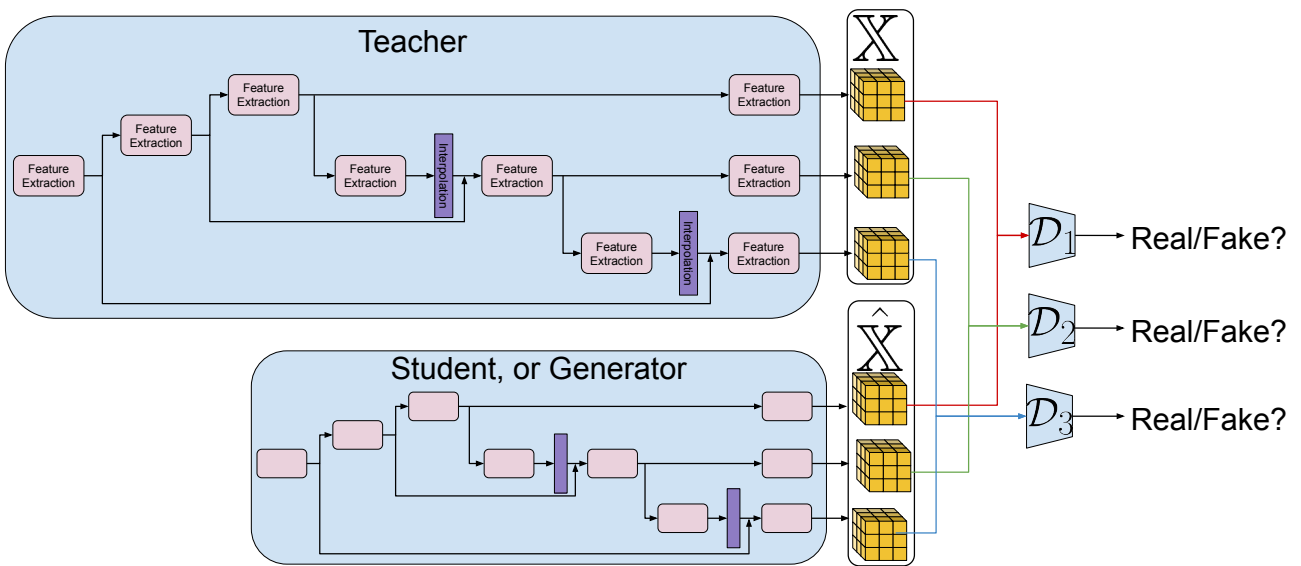 Teacher
𝕏
Feature
Extraction
Feature
Extraction
Feature
Extraction
Feature
Extraction
Feature
Extraction
Interpolation
Feature
Extraction
Feature
Extraction
Feature
Extraction
Interpolation
Feature
Extraction
𝒟₁
Real/Fake?
𝒟₂
Real/Fake?
𝒟₃
Real/Fake?
Student, or Generator
𝕏̂